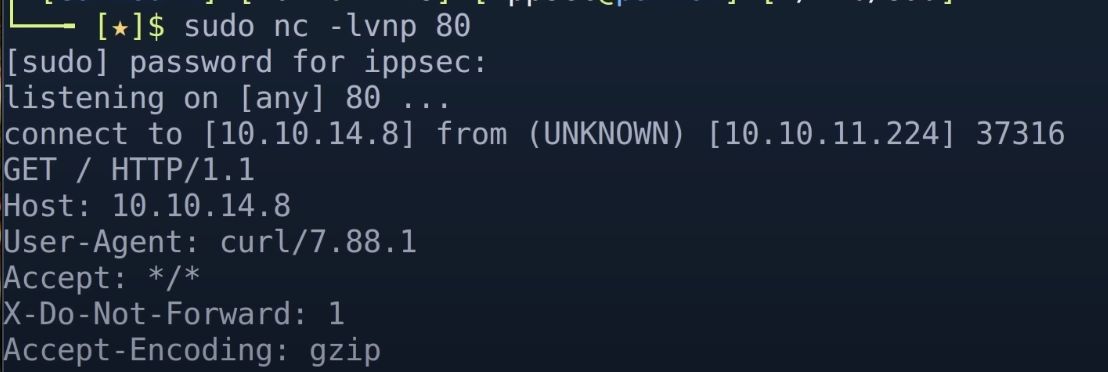 [★]$ sudo nc -lvnp 80
[sudo] password for ippsec:
listening on [any] 80 ...
connect to [10.10.14.8] from (UNKNOWN) [10.10.11.224] 37316
GET / HTTP/1.1
Host: 10.10.14.8
User-Agent: curl/7.88.1
Accept: */*
X-Do-Not-Forward: 1
Accept-Encoding: gzip